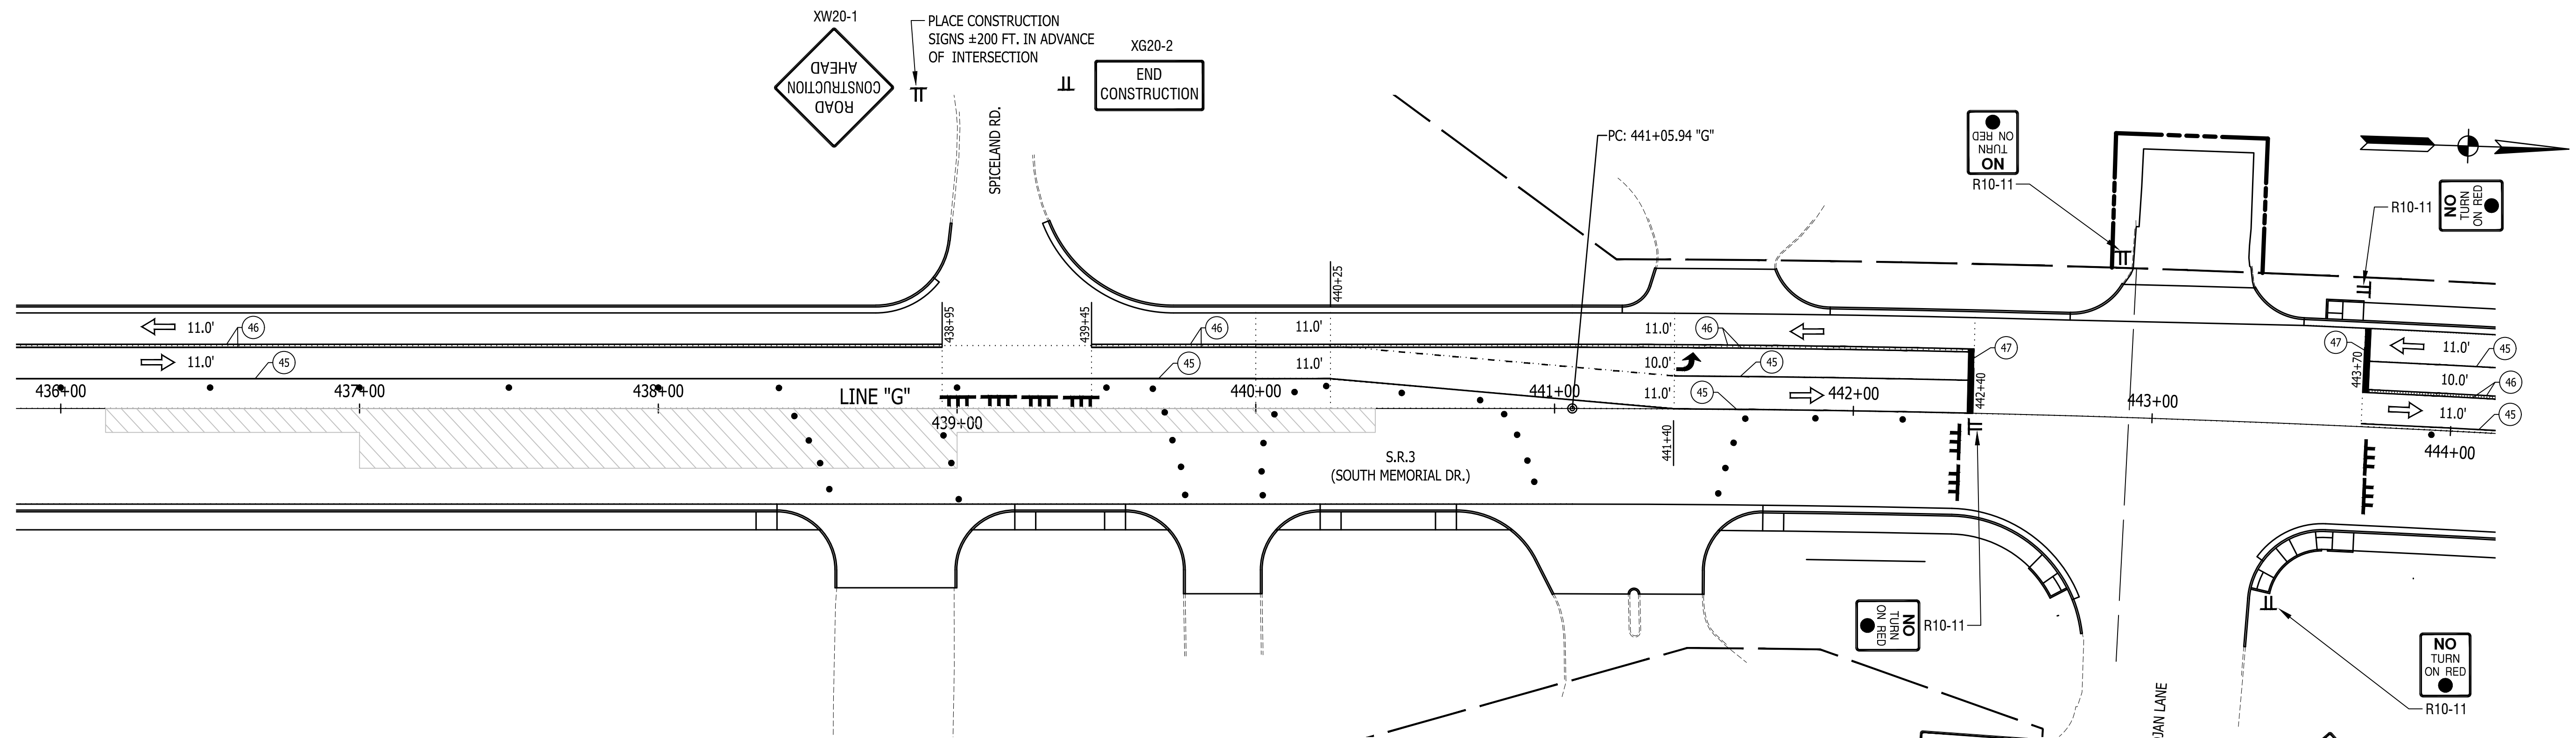 XW20-1
ROAD
CONSTRUCTION
AHEAD
PLACE CONSTRUCTION
SIGNS ±200 FT. IN ADVANCE
OF INTERSECTION
XG20-2
END
CONSTRUCTION
SPICELAND RD.
PC: 441+05.94 "G"
NO
TURN
ON RED
R10-11
NO
TURN
ON RED
R10-11
440+25
438+95
439+45
11.0'
46
46
11.0'
11.0'
46
47
47
11.0'
45
443+70
11.0'
45
45
11.0'
10.0'
45
10.0'
46
436+00
437+00
438+00
LINE "G"
439+00
440+00
441+00
11.0'
45
442+00
442+40
443+00
11.0'
45
444+00
441+40
S.R.3
(SOUTH MEMORIAL DR.)
NO
TURN
ON RED
R10-11
NO
TURN
ON RED
R10-11
LANE